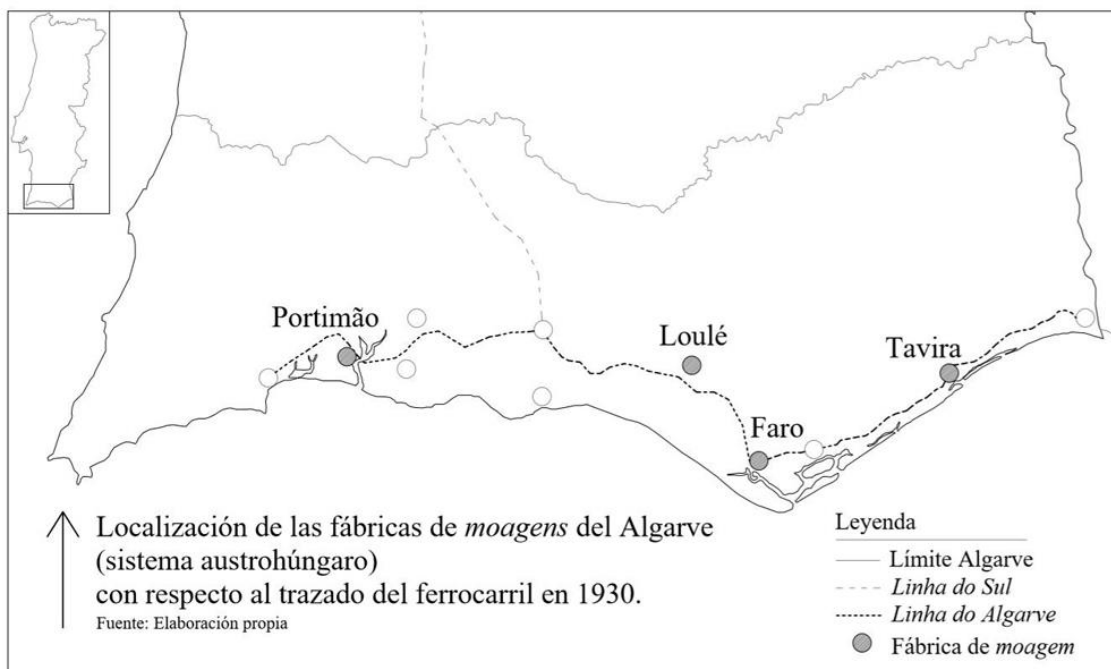 Portimão
Loulé
Tavira
Faro
Localización de las fábricas de moagens del Algarve
(sistema austrohúngaro)
con respecto al trazado del ferrocarril en 1930.
Fuente: Elaboración propia
Leyenda
Límite Algarve
Linha do Sul
Linha do Algarve
Fábrica de moagem